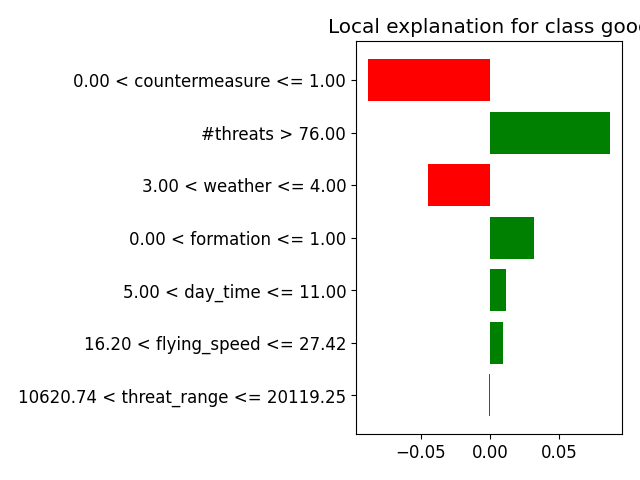 Local explanation for class goo
0.00 < countermeasure <= 1.00
#threats > 76.00
3.00 < weather <= 4.00
0.00 < formation <= 1.00
5.00 < day_time <= 11.00
16.20 < flying_speed <= 27.42
10620.74 < threat_range <= 20119.25
−0.05 0.00 0.05